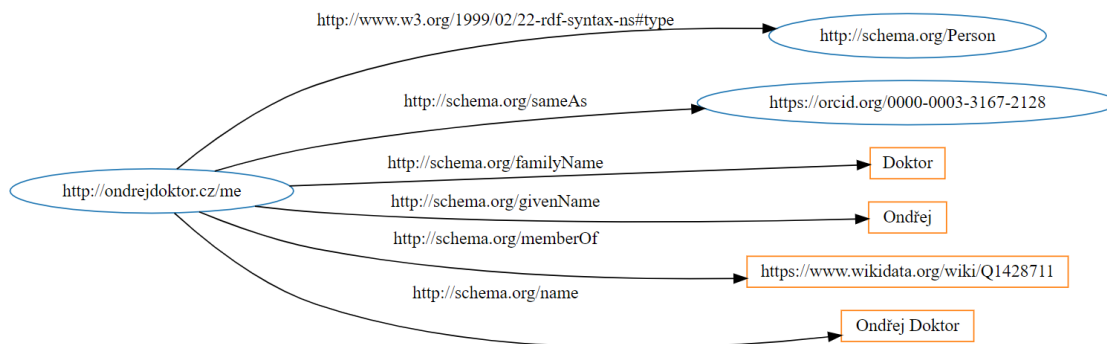 http://www.w3.org/1999/02/22-rdf-syntax-ns#type
http://schema.org/Person
http://schema.org/sameAs
https://orcid.org/0000-0003-3167-2128
http://schema.org/familyName
Doktor
http://ondrejdoktor.cz/me
http://schema.org/givenName
Ondřej
http://schema.org/memberOf
https://www.wikidata.org/wiki/Q1428711
http://schema.org/name
Ondřej Doktor